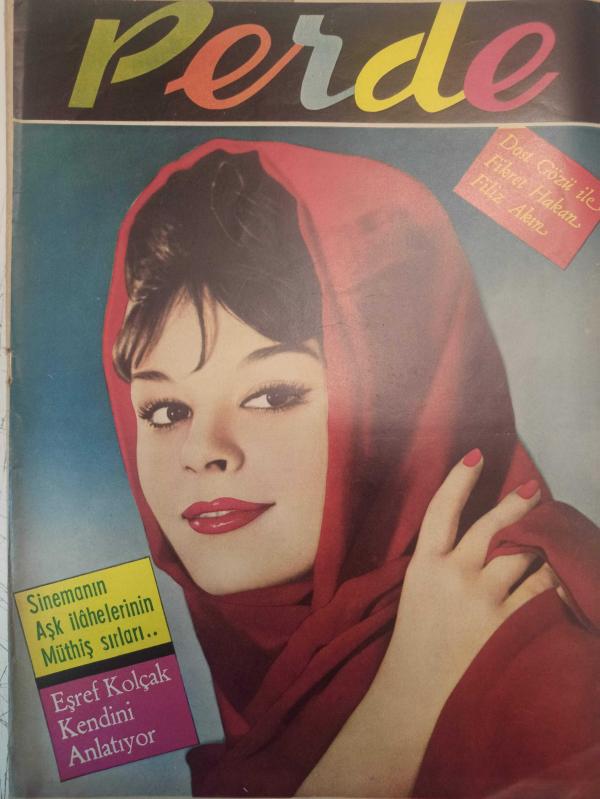 Perde
Dost Gözü ile
Fikret Hakan
Filiz Akın
Sinemanın
Aşk ilâhelerinin
Müthiş sırları..
Eşref Kolçak
Kendini
Anlatıyor